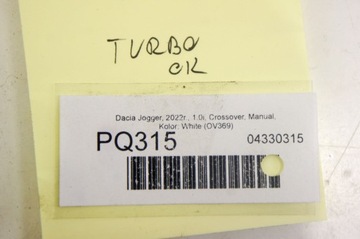 TURBO
OK
Dacia Jogger, 2022r., 1.0i, Crossover, Manual,
Kolor: White (OV369)
PQ315
04330315